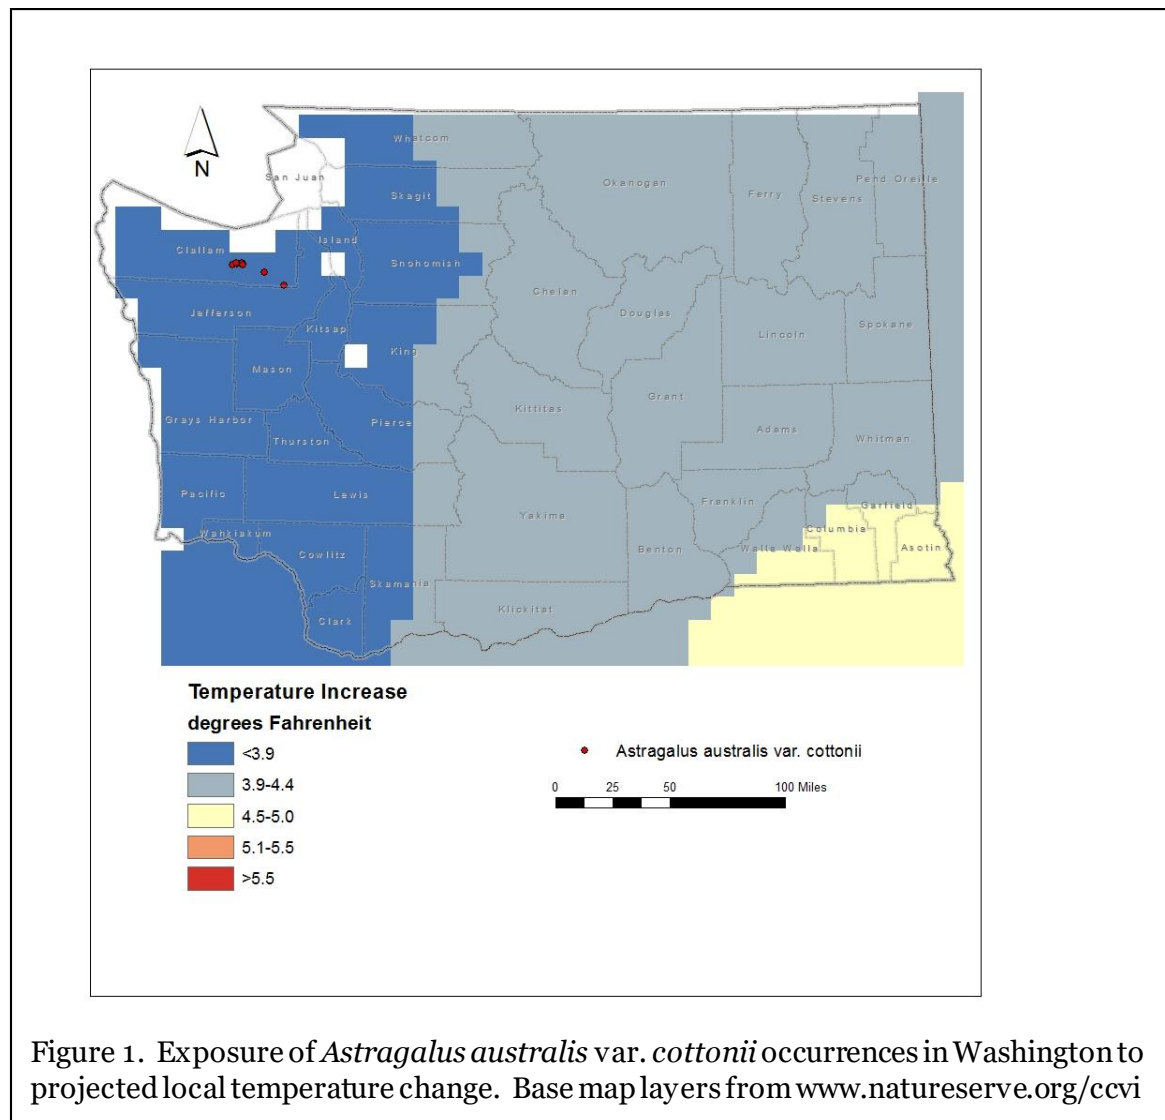 N
Whatcom
San Juan
Skagit
Okanogan
Ferry
Stevens
Pend Oreille
Clallam
Island
Snohomish
Chelan
Douglas
Lincoln
Spokane
Jefferson
Kitsap
King
Mason
Grant
Kittitas
Grays Harbor
Pierce
Thurston
Adams
Whitman
Pacific
Lewis
Yakima
Franklin
Garfield
Columbia
Wahkiakum
Cowlitz
Benton
Walla Walla
Asotin
Skamania
Klickitat
Clark
Temperature Increase
degrees Fahrenheit
<3.9
3.9-4.4
4.5-5.0
5.1-5.5
>5.5
Astragalus australis var. cottonii
0 25 50 100 Miles
Figure 1. Exposure of Astragalus australis var. cottonii occurrences in Washington to
projected local temperature change. Base map layers from www.natureserve.org/ccvi